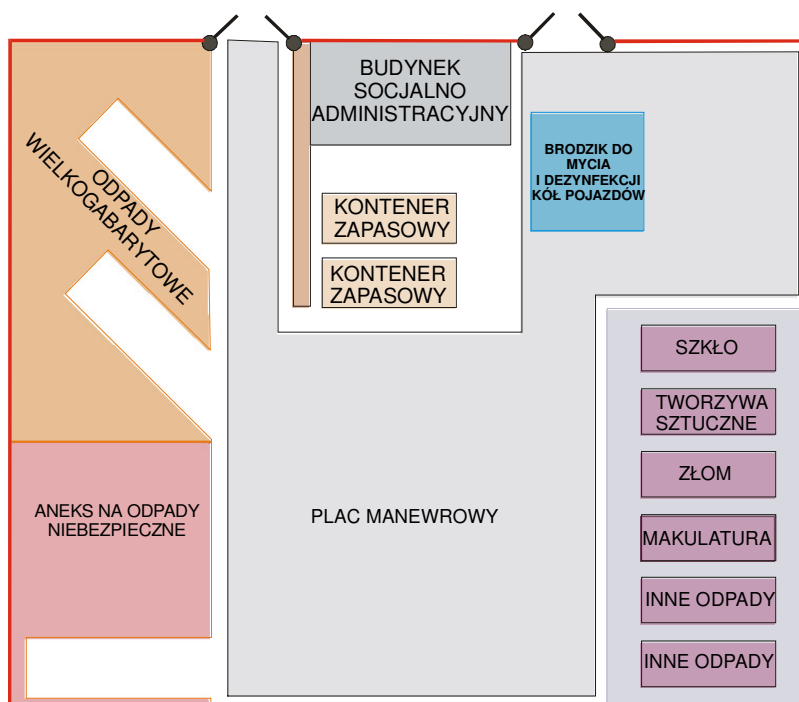 BUDYNEK
SOCJALNO
ADMINISTRACYJNY
BRODZIK DO
MYCIA
I DEZYNFEKCJI
KÓŁ POJAZDÓW
ODPADY
WIELKOGABARYTOWE
KONTENER
ZAPASOWY
KONTENER
ZAPASOWY
SZKŁO
TWORZYWA
SZTUCZNE
ZŁOM
ANEKS NA ODPADY
NIEBEZPIECZNE
PLAC MANEWROWY
MAKULATURA
INNE ODPADY
INNE ODPADY